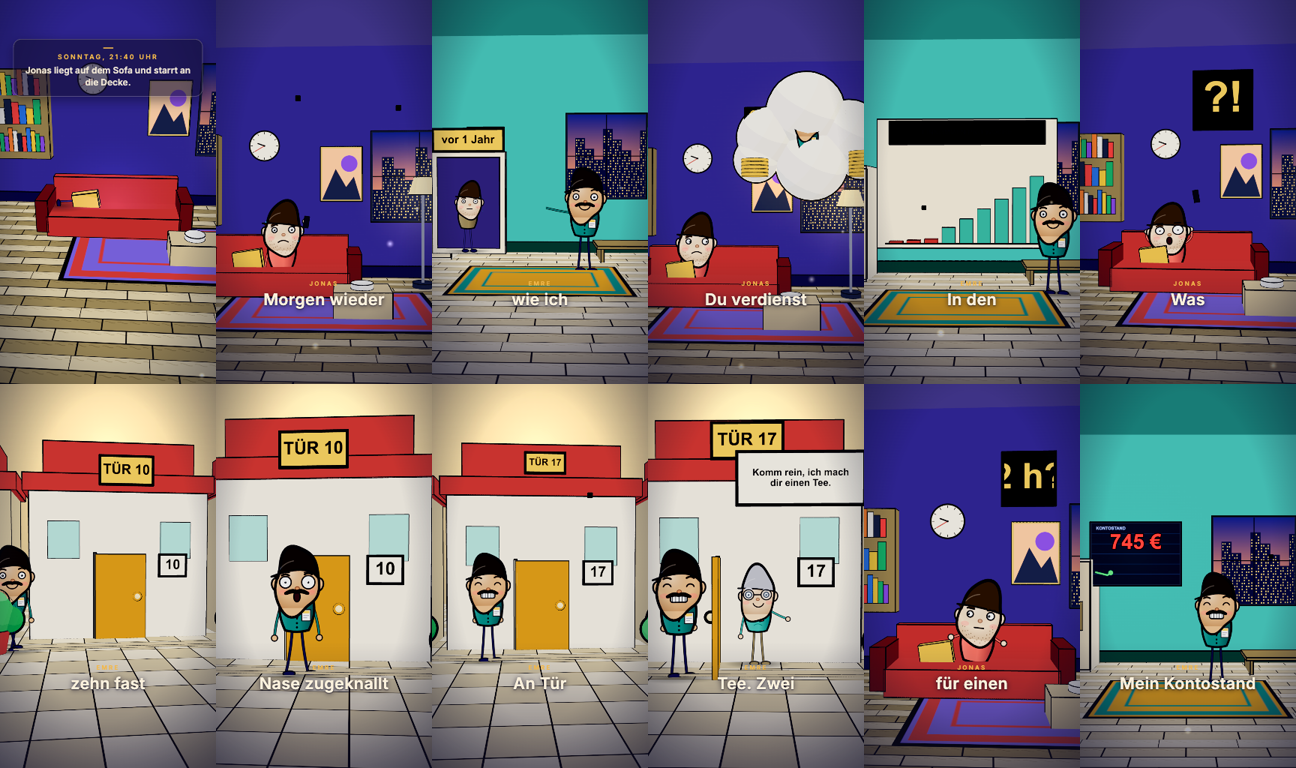 SONNTAG, 21:40 UHR
Jonas liegt auf dem Sofa und starrt an
die Decke.
JONAS
Morgen wieder
vor 1 Jahr
EMRE
wie ich
JONAS
Du verdienst
In den
?!
JONAS
Was
TÜR 10
10
zehn fast
TÜR 10
10
Nase zugeknallt
TÜR 17
17
An Tür
TÜR 17
Komm rein, ich mach
dir einen Tee.
17
EMRE
Tee. Zwei
2 h?
JONAS
für einen
KONTOSTAND
745 €
Mein Kontostand